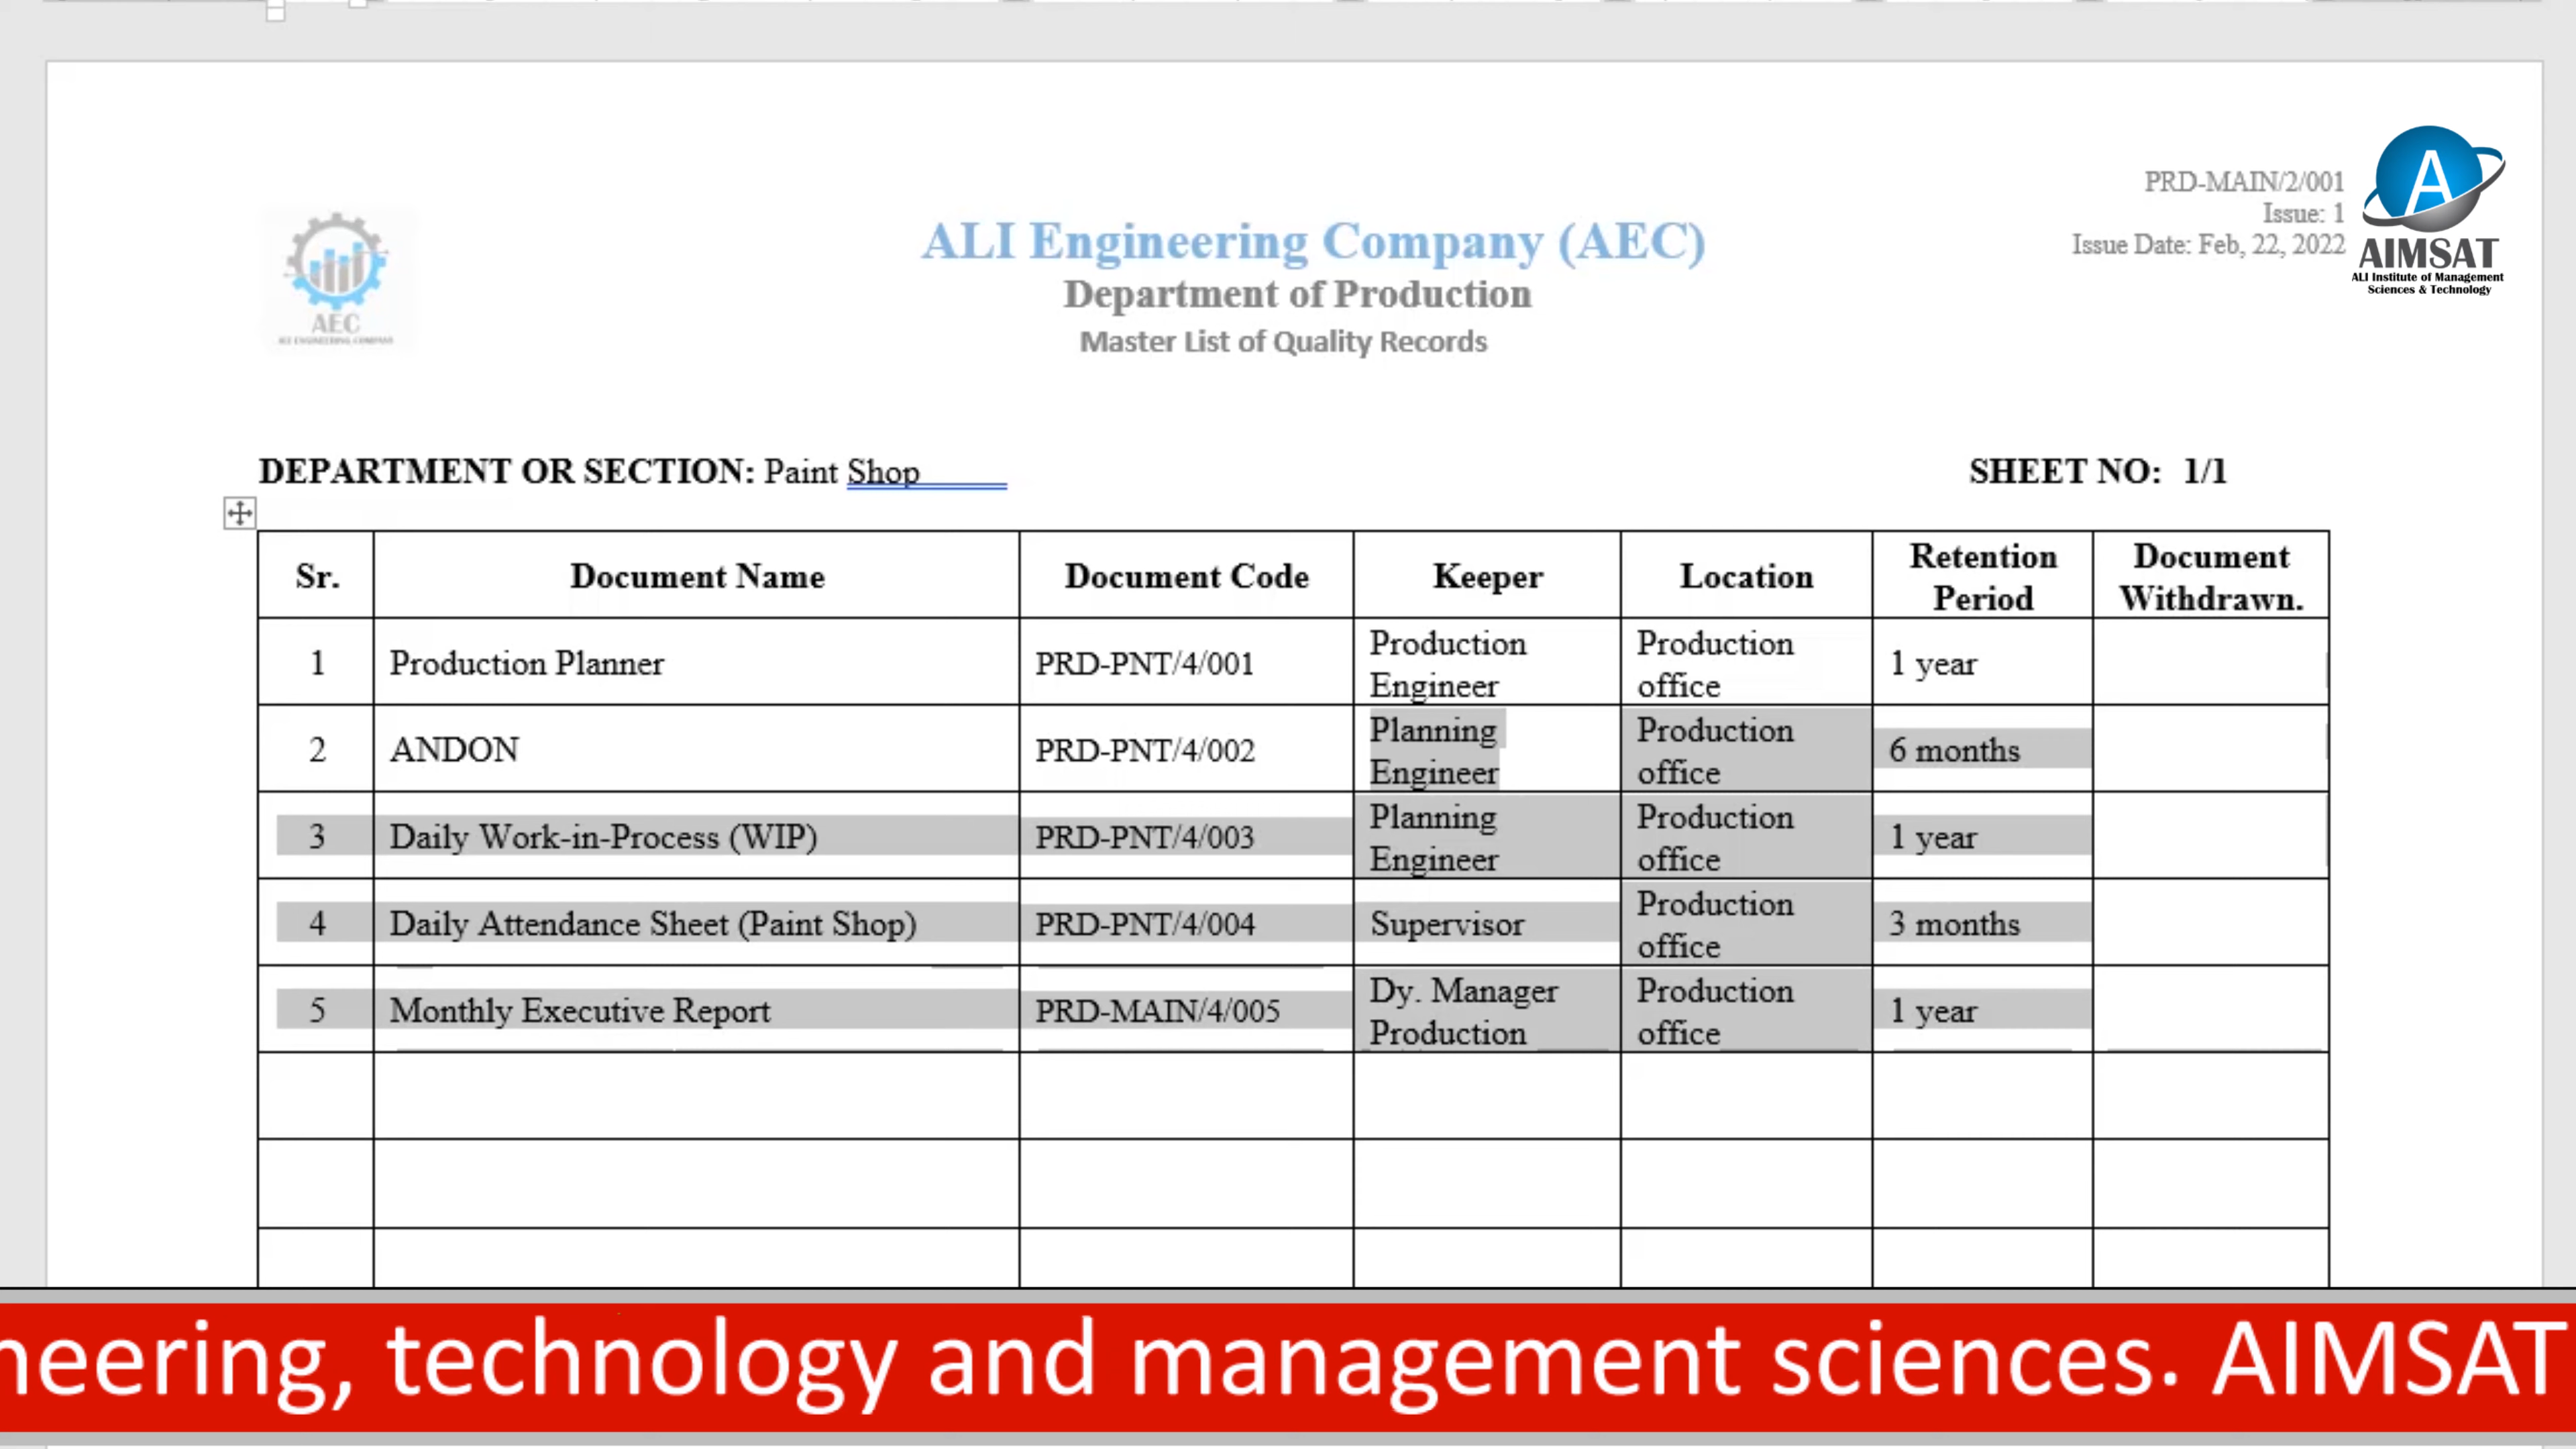 PRD-MAIN/2/001
Issue: 1
Issue Date: Feb, 22, 2022
A
AIMSAT
ALI Institute of Management
Sciences & Technology
AEC
ALI ENGINEERING COMPANY
ALI Engineering Company (AEC)
Department of Production
Master List of Quality Records
DEPARTMENT OR SECTION: Paint Shop
SHEET NO: 1/1
Sr. Document Name Document Code Keeper Location Retention Period Document Withdrawn.
1 Production Planner PRD-PNT/4/001 Production Engineer Production office 1 year
2 ANDON PRD-PNT/4/002 Planning Engineer Production office 6 months
3 Daily Work-in-Process (WIP) PRD-PNT/4/003 Planning Engineer Production office 1 year
4 Daily Attendance Sheet (Paint Shop) PRD-PNT/4/004 Supervisor Production office 3 months
5 Monthly Executive Report PRD-MAIN/4/005 Dy. Manager Production Production office 1 year
neering, technology and management sciences. AIMSAT